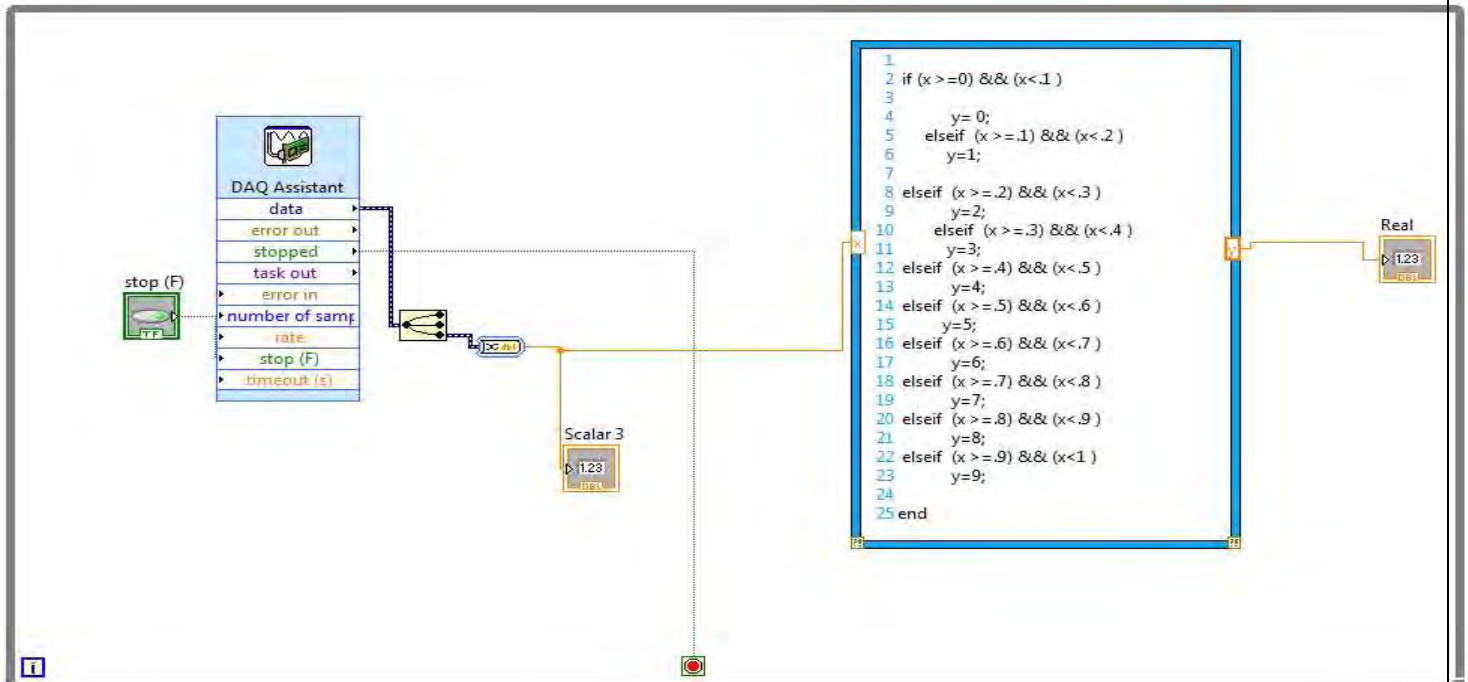 DAQ Assistant
data
error out
stopped
task out
error in
number of samp
rate
stop (F)
timeout (s)
stop (F)
TF
dbl
Scalar 3
1.23
DBL
1
2 if (x >=0) && (x<.1 )
3
4 y= 0;
5 elseif (x >=.1) && (x<.2 )
6 y=1;
7
8 elseif (x >=.2) && (x<.3 )
9 y=2;
10 elseif (x >=.3) && (x<.4 )
11 y=3;
12 elseif (x >=.4) && (x<.5 )
13 y=4;
14 elseif (x >=.5) && (x<.6 )
15 y=5;
16 elseif (x >=.6) && (x<.7 )
17 y=6;
18 elseif (x >=.7) && (x<.8 )
19 y=7;
20 elseif (x >=.8) && (x<.9 )
21 y=8;
22 elseif (x >=.9) && (x<1 )
23 y=9;
24
25 end
x
y
Real
1.23
DBL
i